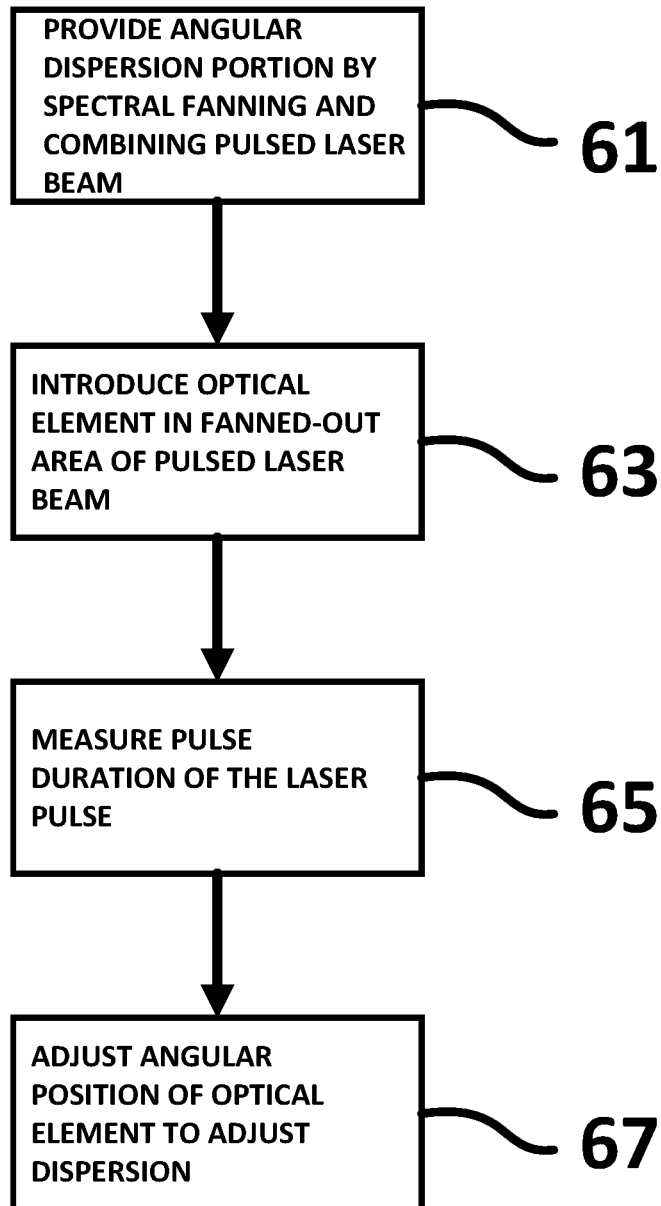 PROVIDE ANGULAR
DISPERSION PORTION BY
SPECTRAL FANNING AND
COMBINING PULSED LASER
BEAM
61
INTRODUCE OPTICAL
ELEMENT IN FANNED-OUT
AREA OF PULSED LASER
BEAM
63
MEASURE PULSE
DURATION OF THE LASER
PULSE
65
ADJUST ANGULAR
POSITION OF OPTICAL
ELEMENT TO ADJUST
DISPERSION
67